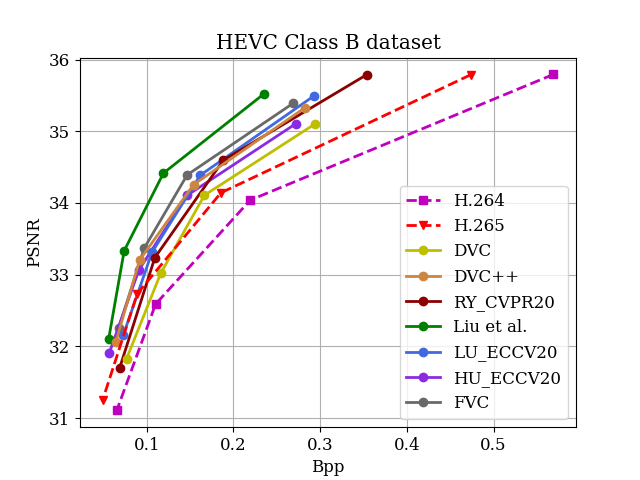 HEVC Class B dataset
36
35
34
33
32
31
PSNR
0.1
0.2
0.3
0.4
0.5
Bpp
H.264
H.265
DVC
DVC++
RY_CVPR20
Liu et al.
LU_ECCV20
HU_ECCV20
FVC